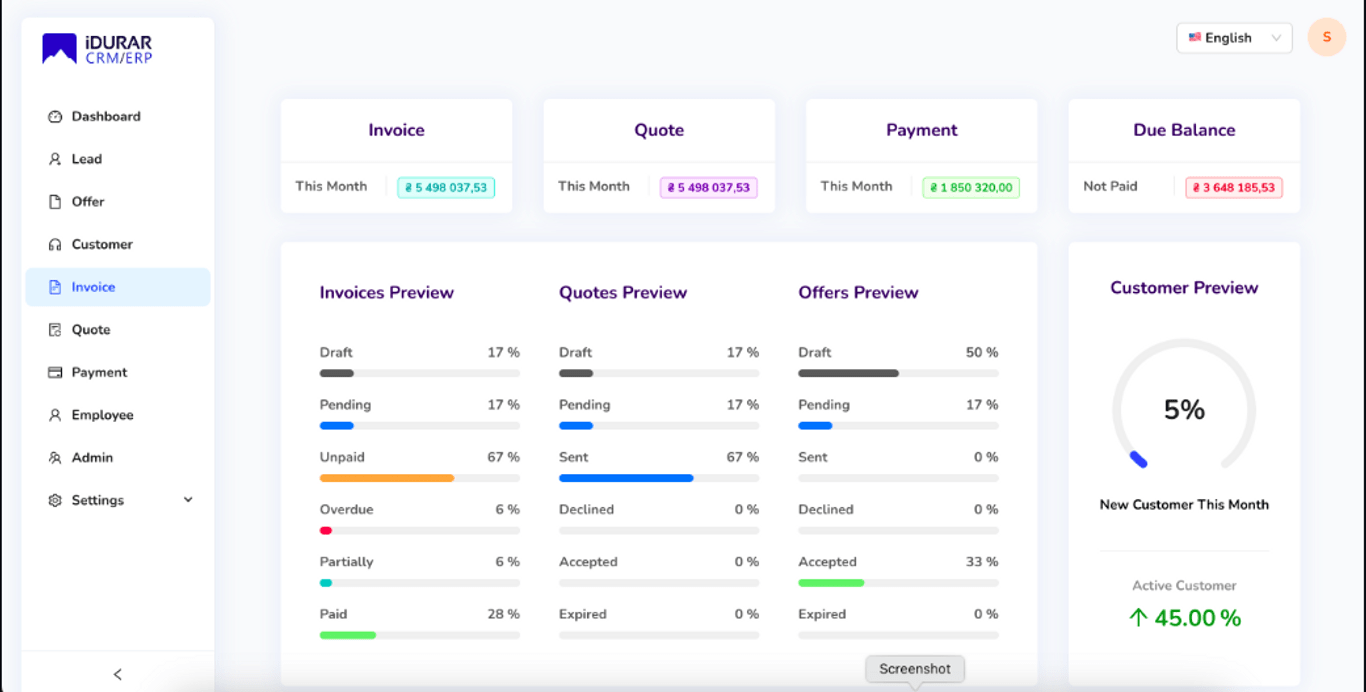 iDURAR
CRM/ERP
English
S
Dashboard
Lead
Offer
Customer
Invoice
Quote
Payment
Employee
Admin
Settings
Invoice
This Month ₴ 5 498 037,53
Quote
This Month ₴ 5 498 037,53
Payment
This Month ₴ 1 850 320,00
Due Balance
Not Paid ₴ 3 648 185,53
Invoices Preview
Draft 17 %
Pending 17 %
Unpaid 67 %
Overdue 6 %
Partially 6 %
Paid 28 %
Quotes Preview
Draft 17 %
Pending 17 %
Sent 67 %
Declined 0 %
Accepted 0 %
Expired 0 %
Offers Preview
Draft 50 %
Pending 17 %
Sent 0 %
Declined 0 %
Accepted 33 %
Expired 0 %
Customer Preview
5%
New Customer This Month
Active Customer
↑ 45.00 %
Screenshot